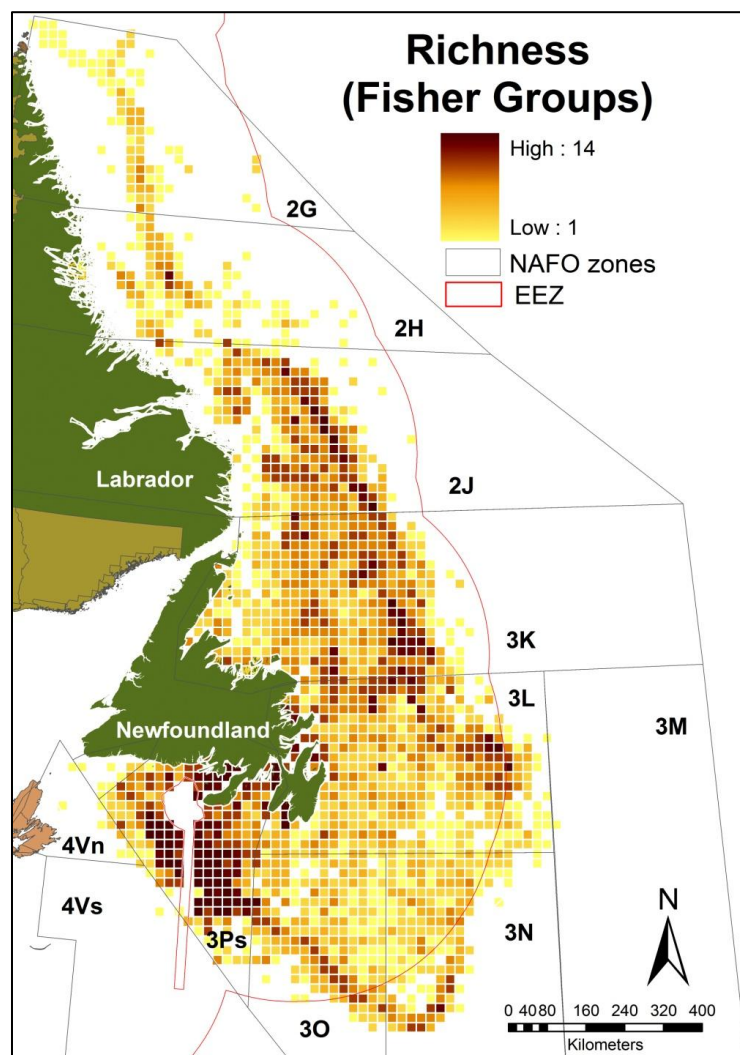 Richness
(Fisher Groups)
High : 14
Low : 1
NAFO zones
EEZ
2G
2H
Labrador
2J
3K
3L
3M
Newfoundland
4Vn
4Vs
3Ps
3N
3O
N
0 40 80 160 240 320 400
Kilometers